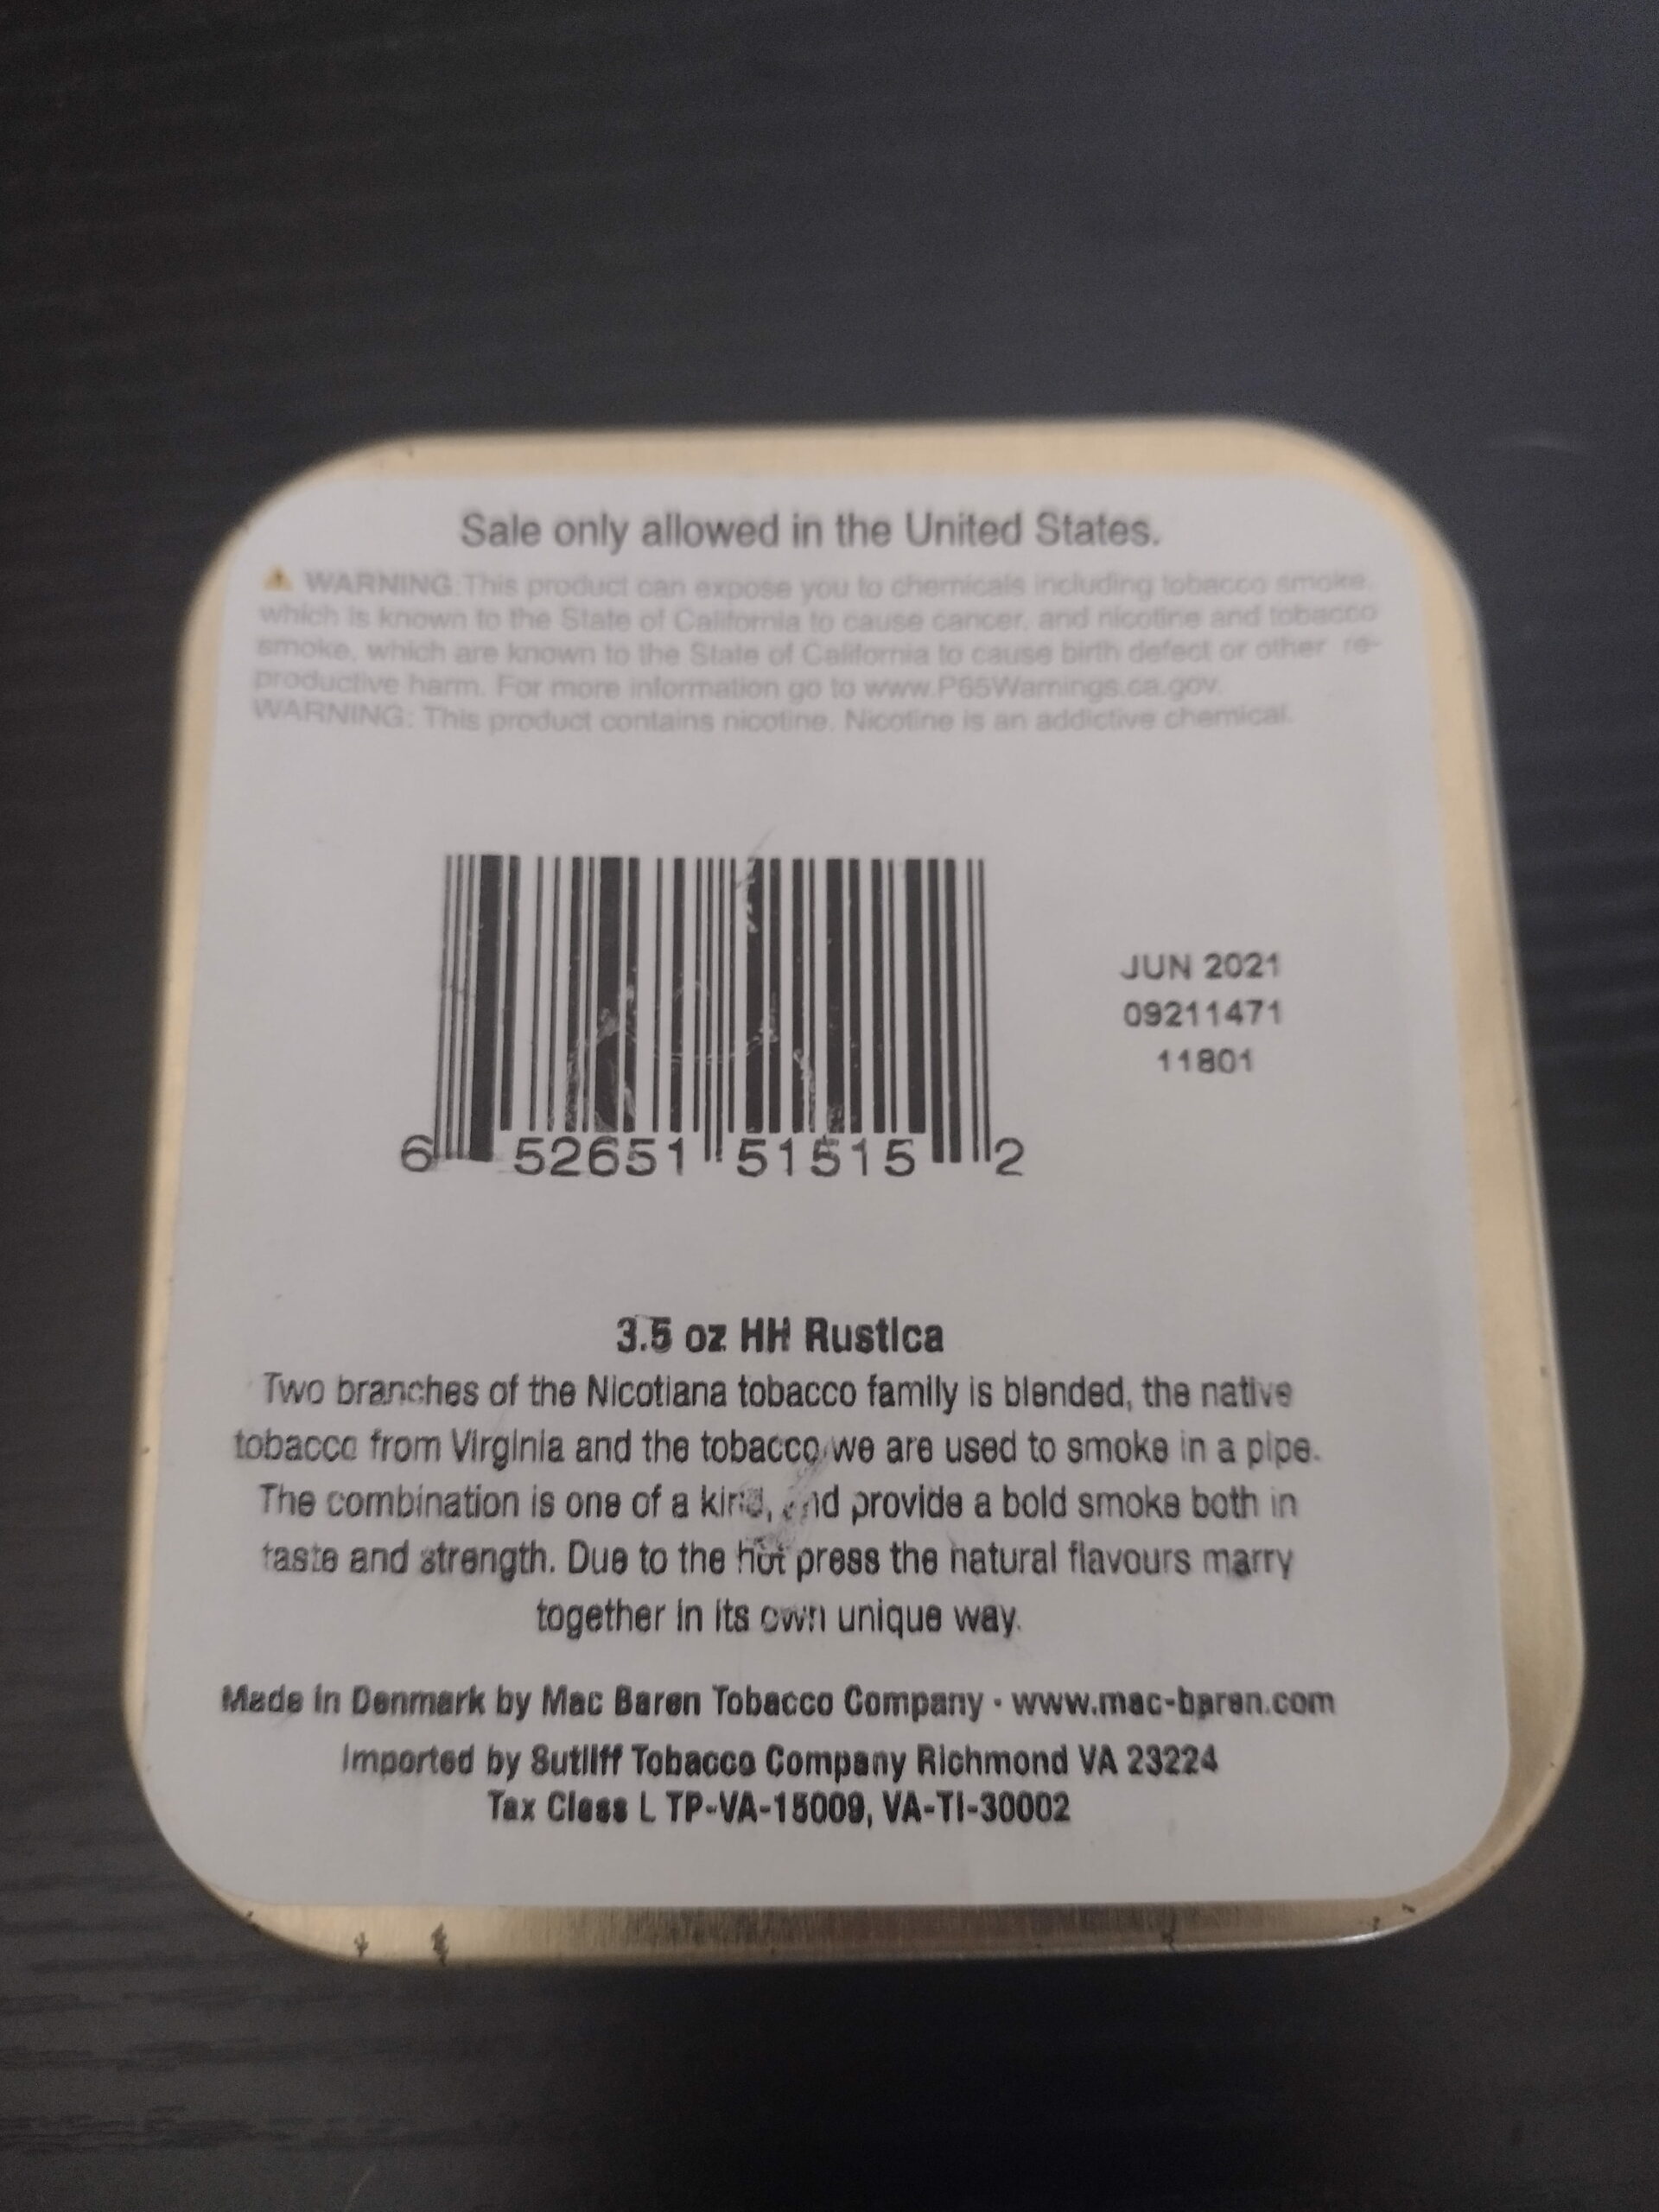 Sale only allowed in the United States.
⚠ WARNING: This product can expose you to chemicals including tobacco smoke,
which is known to the State of California to cause cancer, and nicotine and tobacco
smoke, which are known to the State of California to cause birth defect or other re-
productive harm. For more information go to www.P65Warnings.ca.gov.
WARNING: This product contains nicotine. Nicotine is an addictive chemical.
JUN 2021
09211471
11801
6 52651 51515 2
3.5 oz HH Rustica
Two branches of the Nicotiana tobacco family is blended, the native
tobacco from Virginia and the tobacco we are used to smoke in a pipe.
The combination is one of a kind, and provide a bold smoke both in
taste and strength. Due to the hot press the natural flavours marry
together in its own unique way.
Made in Denmark by Mac Baren Tobacco Company · www.mac-baren.com
Imported by Sutliff Tobacco Company Richmond VA 23224
Tax Class L TP-VA-15009, VA-TI-30002